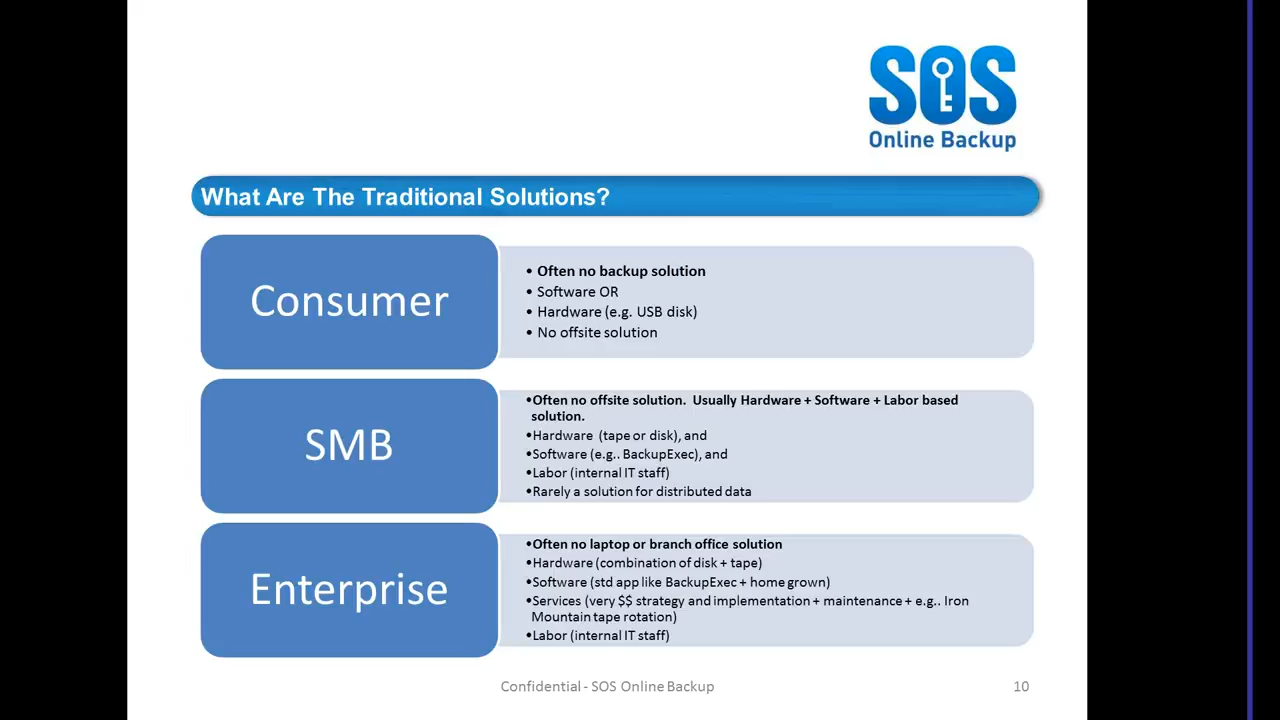 SOS
Online Backup
What Are The Traditional Solutions?
Consumer
• Often no backup solution
• Software OR
• Hardware (e.g. USB disk)
• No offsite solution
SMB
•Often no offsite solution. Usually Hardware + Software + Labor based
solution.
•Hardware (tape or disk), and
•Software (e.g.. BackupExec), and
•Labor (internal IT staff)
•Rarely a solution for distributed data
Enterprise
•Often no laptop or branch office solution
•Hardware (combination of disk + tape)
•Software (std app like BackupExec + home grown)
•Services (very $$ strategy and implementation + maintenance + e.g.. Iron
Mountain tape rotation)
•Labor (internal IT staff)
Confidential - SOS Online Backup
10